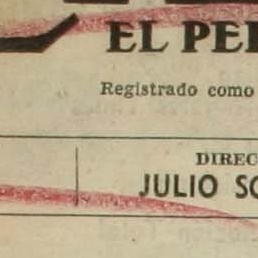 EL PE
Registrado como
DIREC
JULIO SO